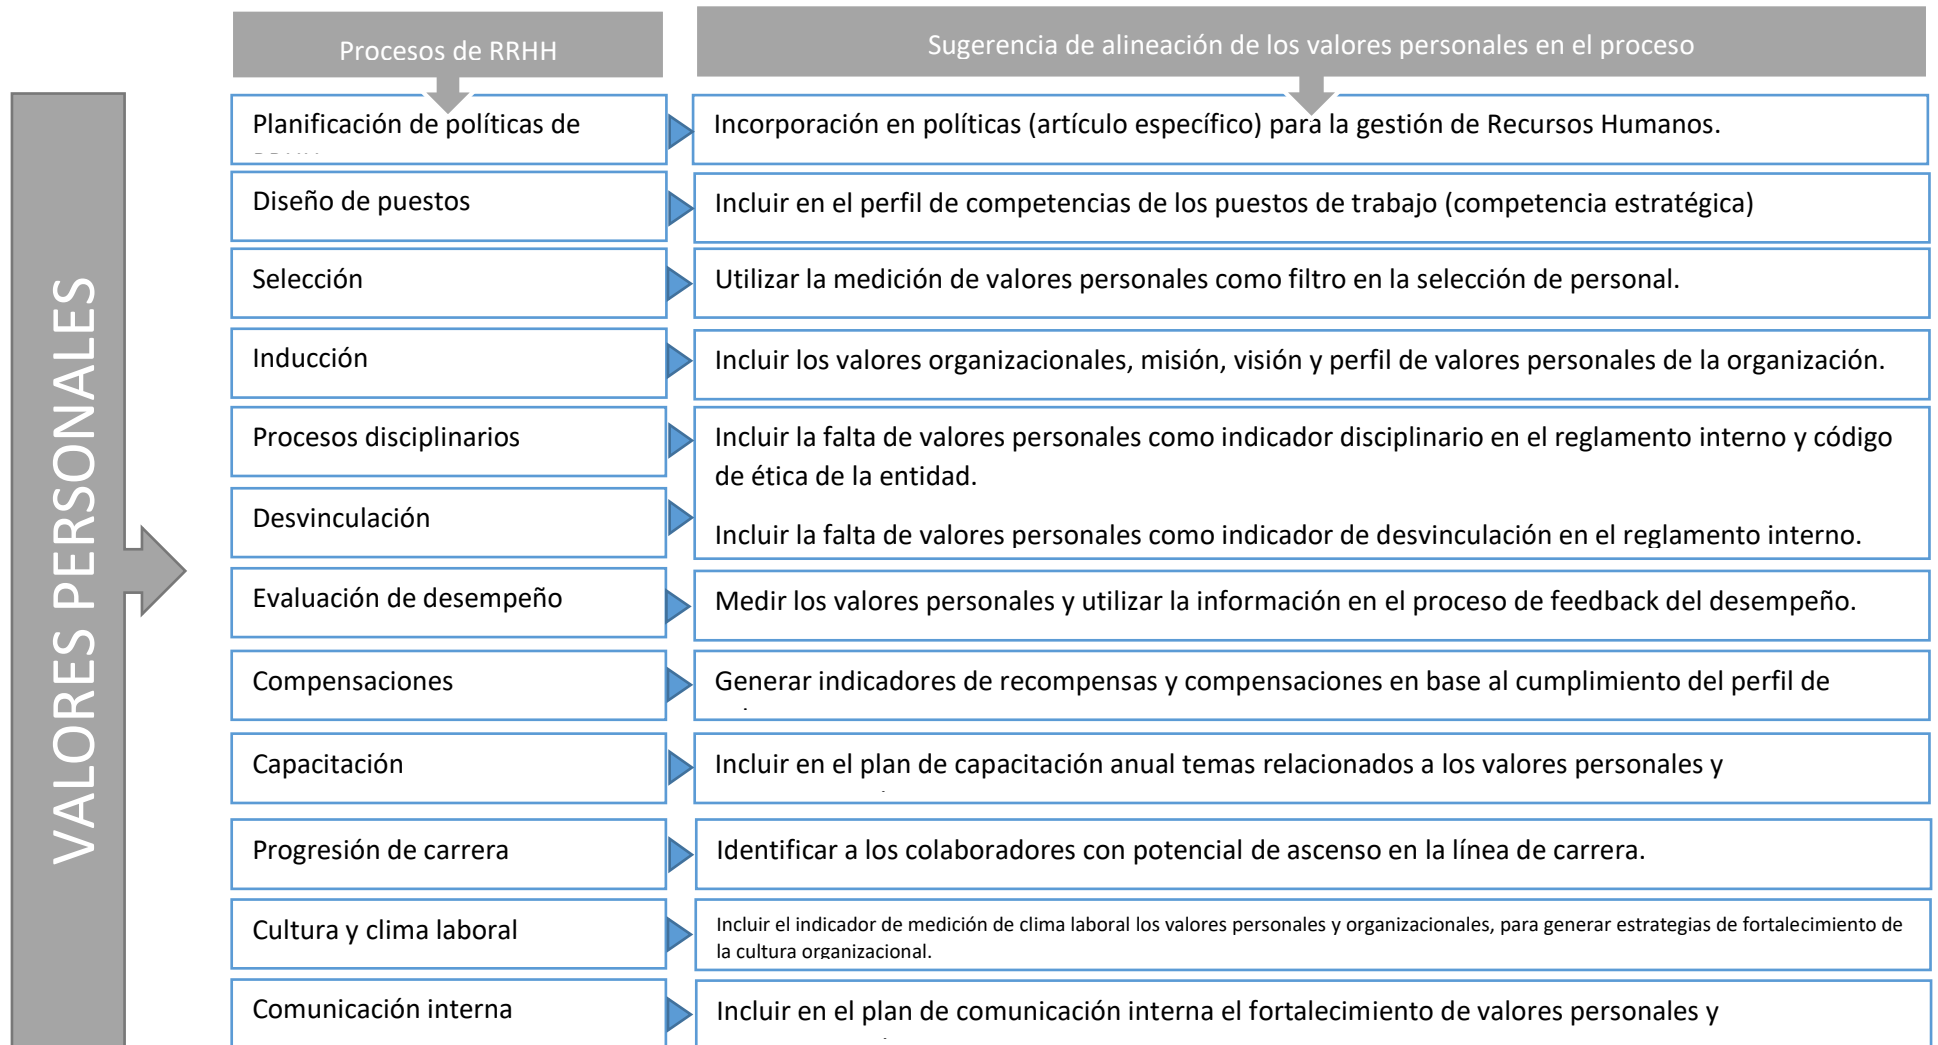 Procesos de RRHH
Sugerencia de alineación de los valores personales en el proceso
VALORES PERSONALES
Planificación de políticas de
Incorporación en políticas (artículo específico) para la gestión de Recursos Humanos.
Diseño de puestos
Incluir en el perfil de competencias de los puestos de trabajo (competencia estratégica)
Selección
Utilizar la medición de valores personales como filtro en la selección de personal.
Inducción
Incluir los valores organizacionales, misión, visión y perfil de valores personales de la organización.
Procesos disciplinarios
Incluir la falta de valores personales como indicador disciplinario en el reglamento interno y código
de ética de la entidad.
Desvinculación
Incluir la falta de valores personales como indicador de desvinculación en el reglamento interno.
Evaluación de desempeño
Medir los valores personales y utilizar la información en el proceso de feedback del desempeño.
Compensaciones
Generar indicadores de recompensas y compensaciones en base al cumplimiento del perfil de
Capacitación
Incluir en el plan de capacitación anual temas relacionados a los valores personales y
Progresión de carrera
Identificar a los colaboradores con potencial de ascenso en la línea de carrera.
Cultura y clima laboral
Incluir el indicador de medición de clima laboral los valores personales y organizacionales, para generar estrategias de fortalecimiento de
la cultura organizacional.
Comunicación interna
Incluir en el plan de comunicación interna el fortalecimiento de valores personales y